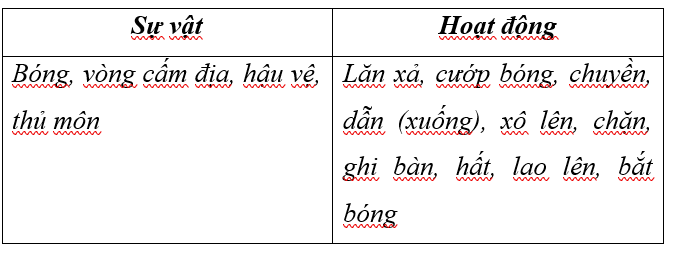 Sự vật
Hoạt động
Bóng, vòng cấm địa, hậu vệ,
thủ môn
Lăn xả, cướp bóng, chuyền,
dẫn (xuống), xô lên, chặn,
ghi bàn, hất, lao lên, bắt
bóng